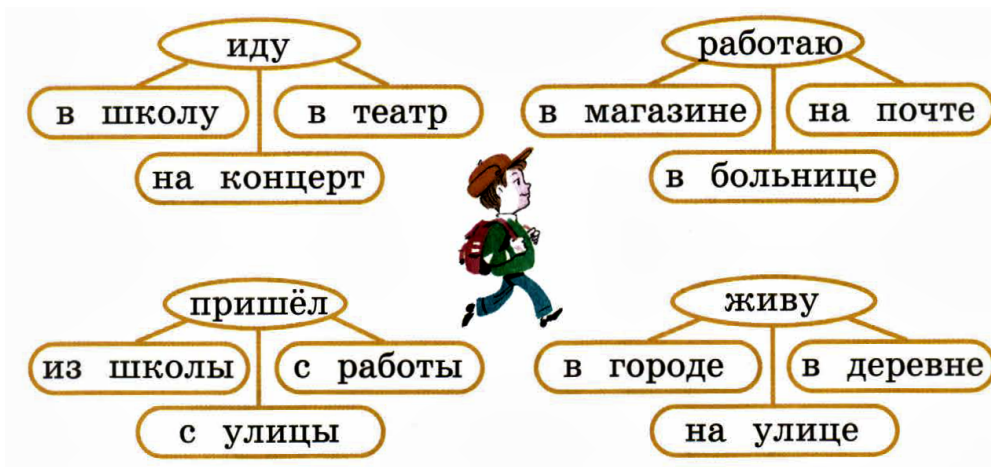 иду
в школу
в театр
на концерт
работаю
в магазине
на почте
в больнице
пришёл
из школы
с работы
с улицы
живу
в городе
в деревне
на улице